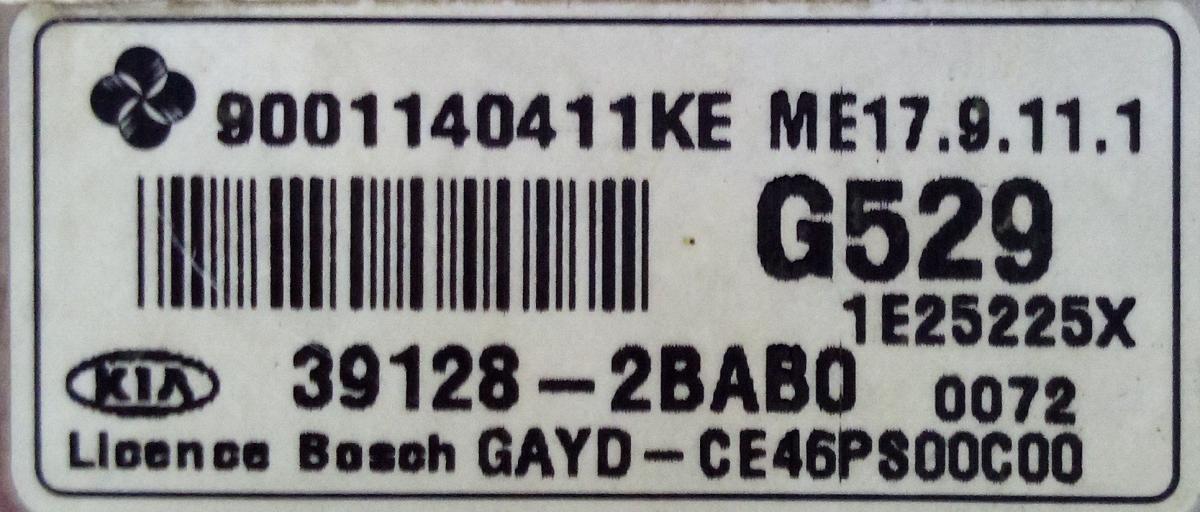 9001140411KE ME17.9.11.1
G529
1E25225X
KIA 39128-2BAB0 0072
Licence Bosch GAYD-CE46PS00C00